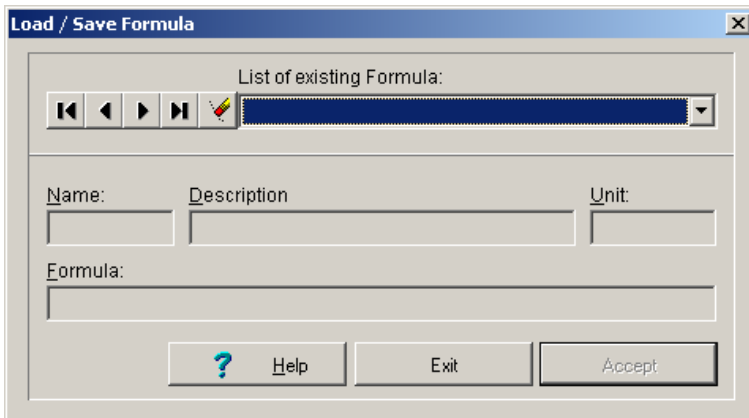 Load / Save Formula
List of existing Formula:
Name: Description Unit:
Formula:
? Help Exit Accept